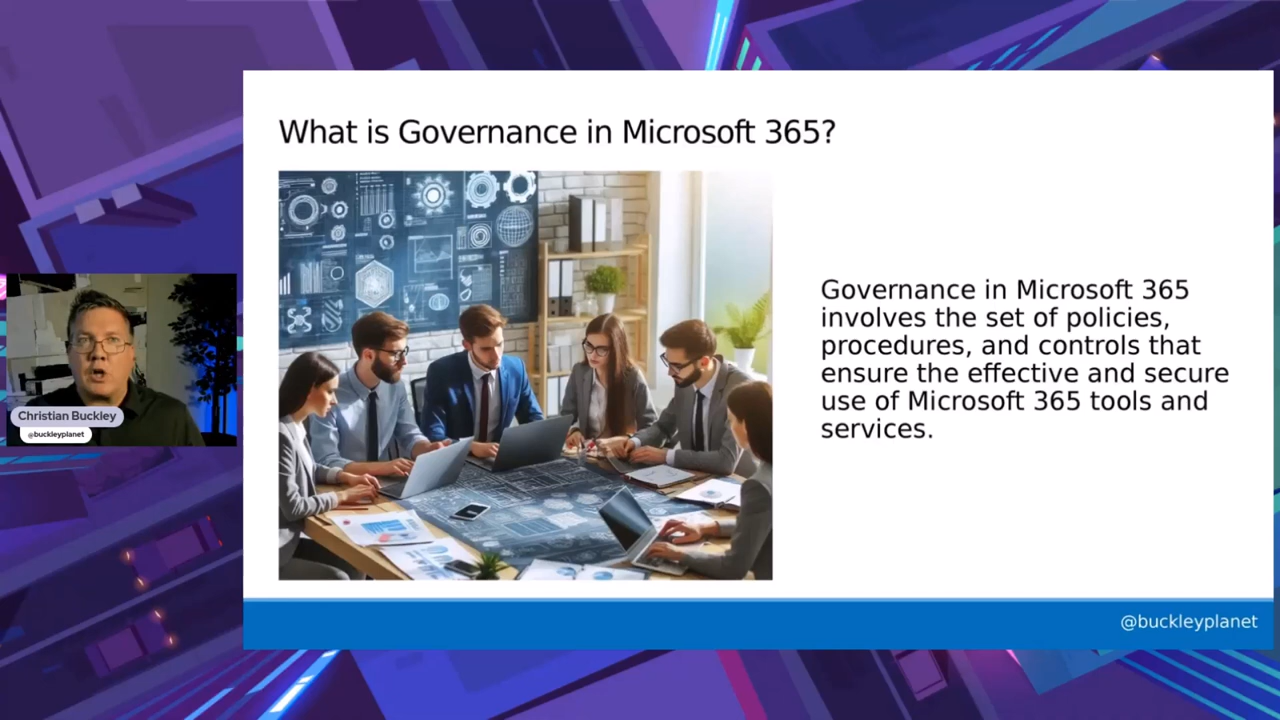 What is Governance in Microsoft 365?
Governance in Microsoft 365
involves the set of policies,
procedures, and controls that
ensure the effective and secure
use of Microsoft 365 tools and
services.
Christian Buckley
@buckleyplanet
@buckleyplanet